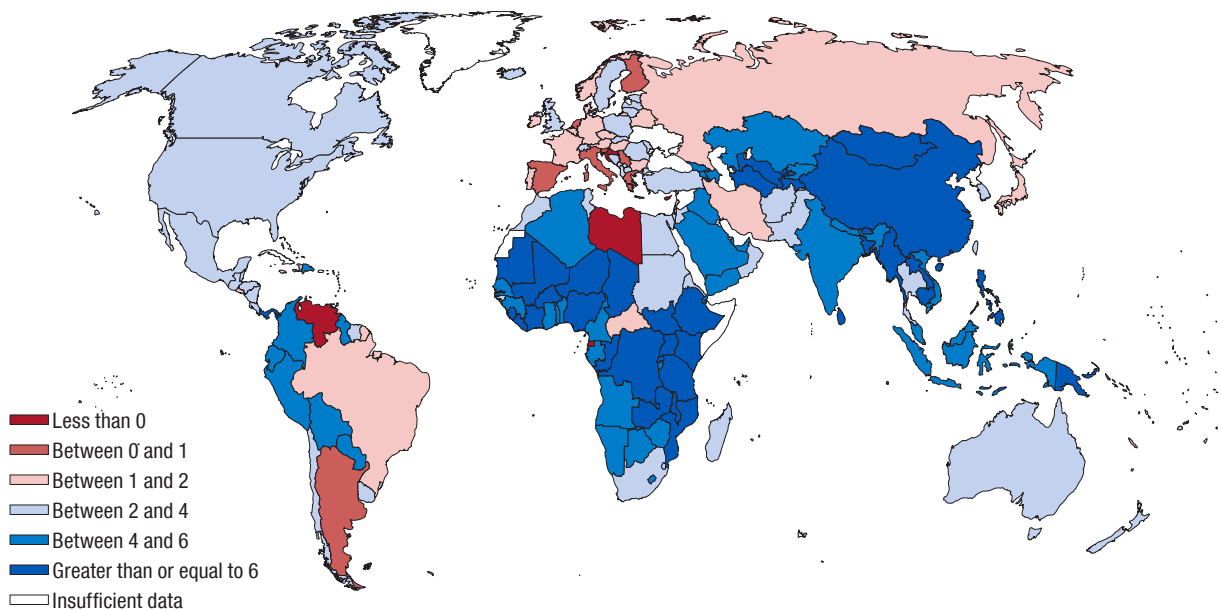 Less than 0
Between 0 and 1
Between 1 and 2
Between 2 and 4
Between 4 and 6
Greater than or equal to 6
Insufficient data